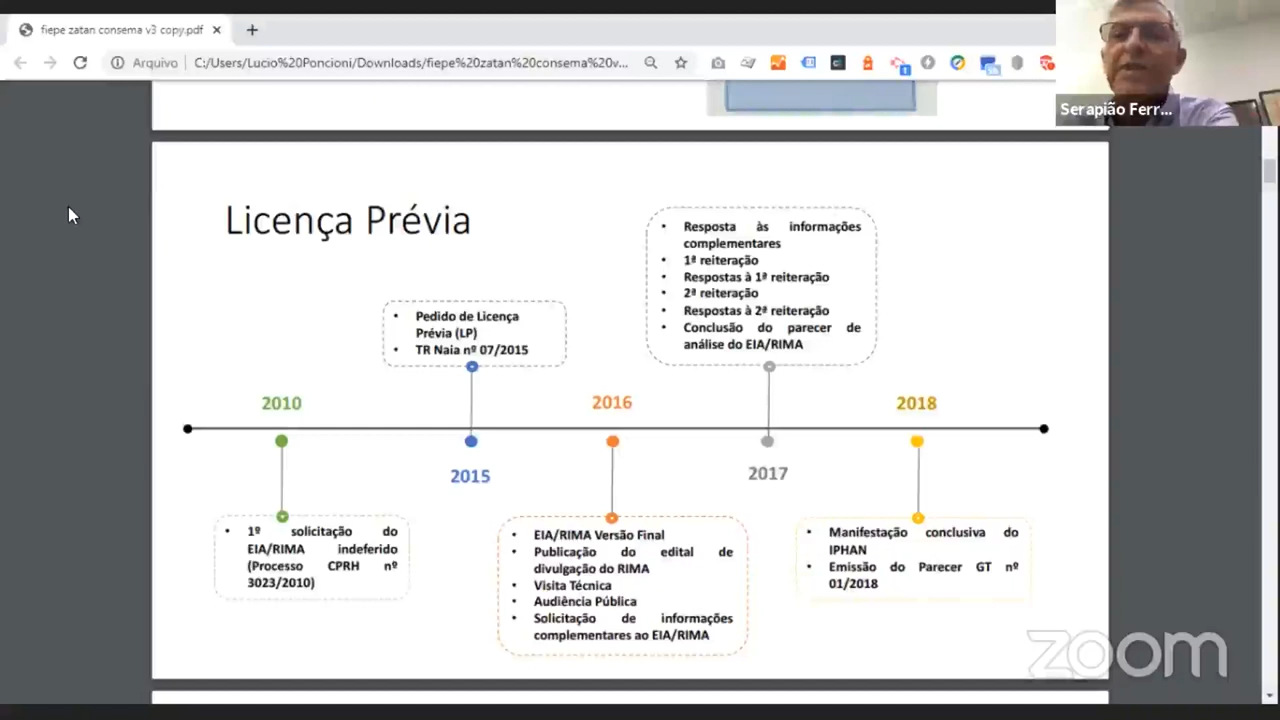 fiepe zatan consema v3 copy.pdf
Arquivo
C:/Users/Lucio%20Poncioni/Downloads/fiepe%20zatan%20consema%20v...
Serapião Ferr...
Licença Prévia
• Resposta às informações
complementares
• 1ª reiteração
• Respostas à 1ª reiteração
• 2ª reiteração
• Respostas à 2ª reiteração
• Conclusão do parecer de
análise do EIA/RIMA
• Pedido de Licença
Prévia (LP)
• TR Naia nº 07/2015
2010
2016
2018
2015
2017
• 1º solicitação do
EIA/RIMA indeferido
(Processo CPRH nº
3023/2010)
• EIA/RIMA Versão Final
• Publicação do edital de
divulgação do RIMA
• Visita Técnica
• Audiência Pública
• Solicitação de informações
complementares ao EIA/RIMA
• Manifestação conclusiva do
IPHAN
• Emissão do Parecer GT nº
01/2018
zoom